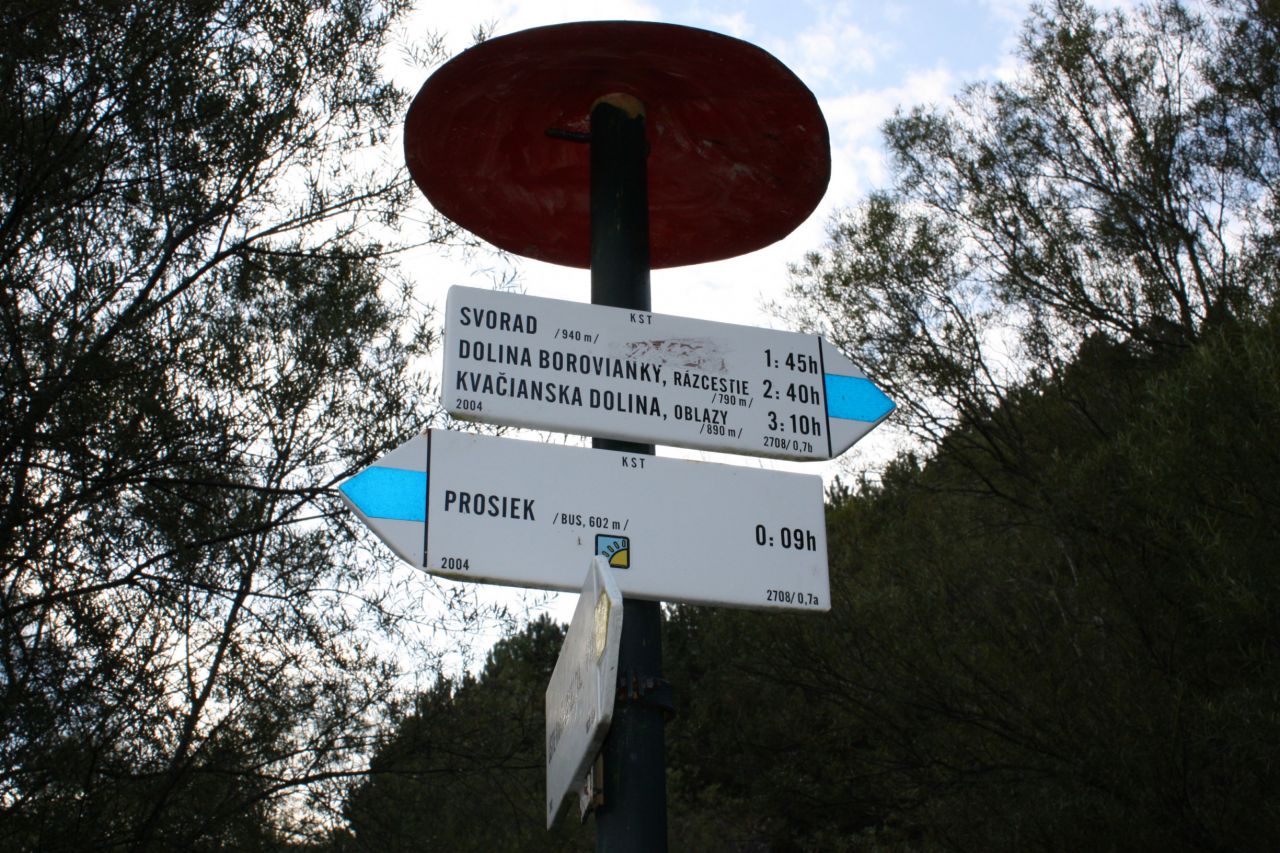 KST
SVORAD /940 m/ 1:45h
DOLINA BOROVIANKY, RÁZCESTIE /790 m/ 2:40h
KVAČIANSKA DOLINA, OBLAZY /890 m/ 3:10h
2004 2708/0,7b
KST
PROSIEK /BUS, 602 m/ 0:09h
2004 2708/0,7a